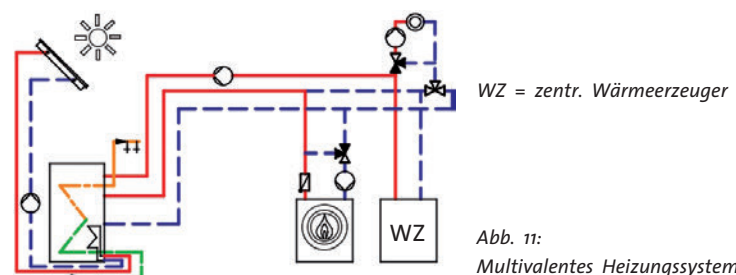 WZ = zentr. Wärmeerzeuger
WZ
Abb. 11:
Multivalentes Heizungssystem